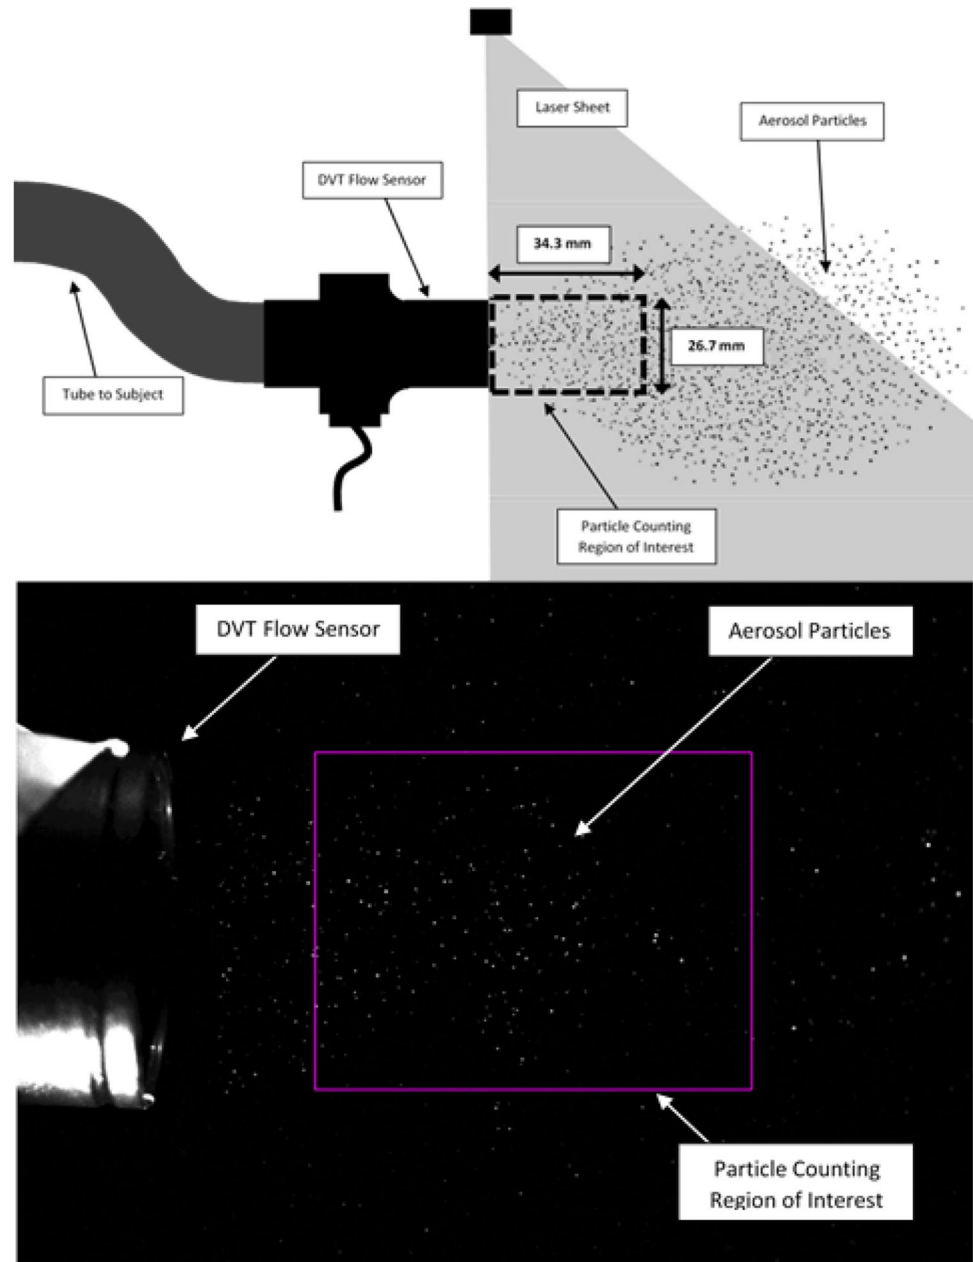 Laser Sheet
Aerosol Particles
DVT Flow Sensor
34.3 mm
26.7 mm
Tube to Subject
Particle Counting
Region of Interest
DVT Flow Sensor
Aerosol Particles
Particle Counting
Region of Interest